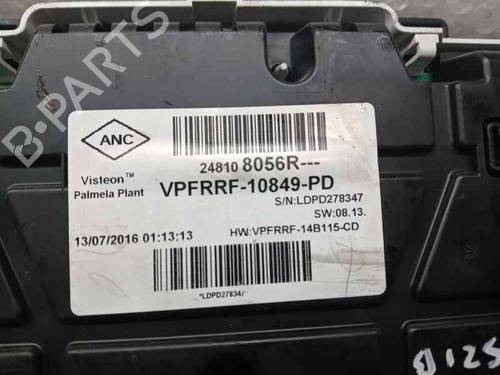 B-PARTS
ANC
24810 8056R---
Visteon™
Palmela Plant
VPFRRF-10849-PD
S/N:LDPD278347
SW:08.13.
13/07/2016 01:13:13
HW:VPFRRF-14B115-CD
*LDPD27834